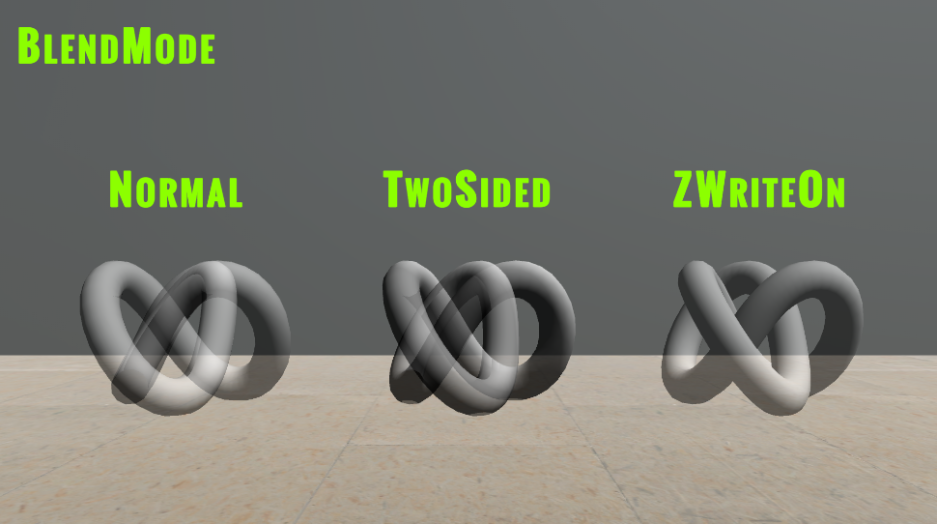 BlendMode
Normal
TwoSided
ZWriteOn